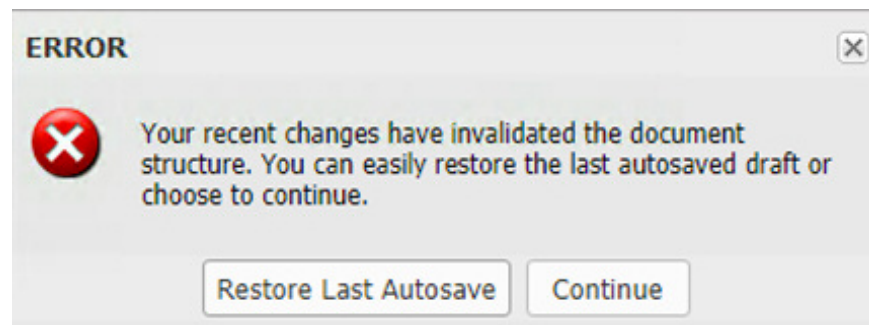 ERROR
Your recent changes have invalidated the document
structure. You can easily restore the last autosaved draft or
choose to continue.
Restore Last Autosave
Continue